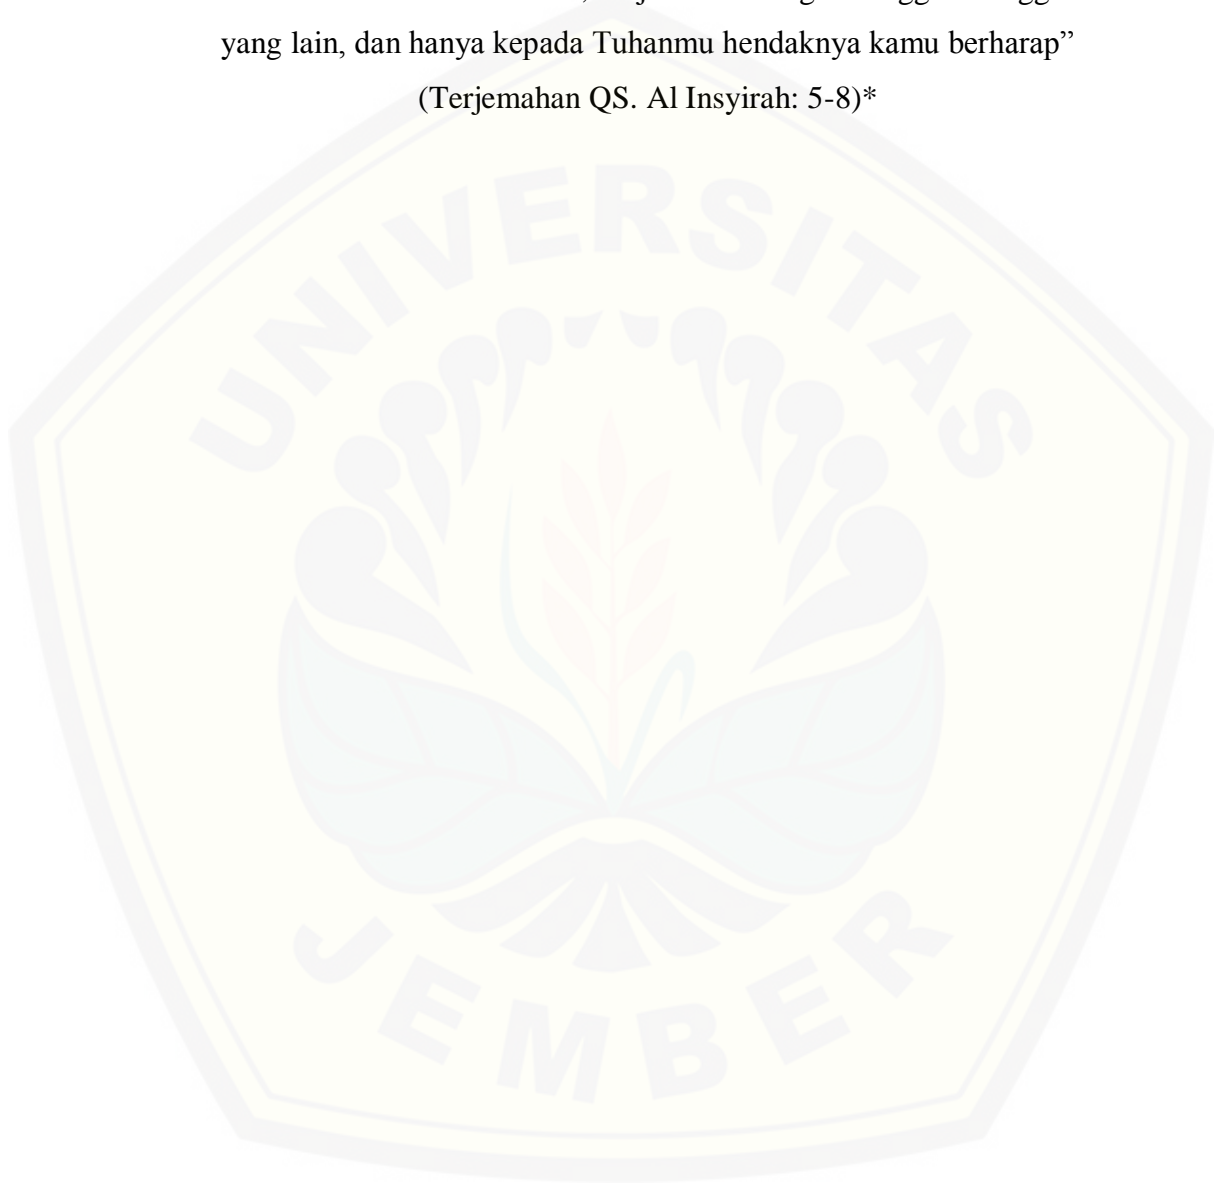 yang lain, dan hanya kepada Tuhanmu hendaknya kamu berharap”
(Terjemahan QS. Al Insyirah: 5-8)*
UNIVERSITAS
JEMBER